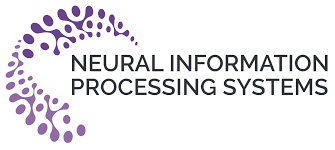 NEURAL INFORMATION
PROCESSING SYSTEMS